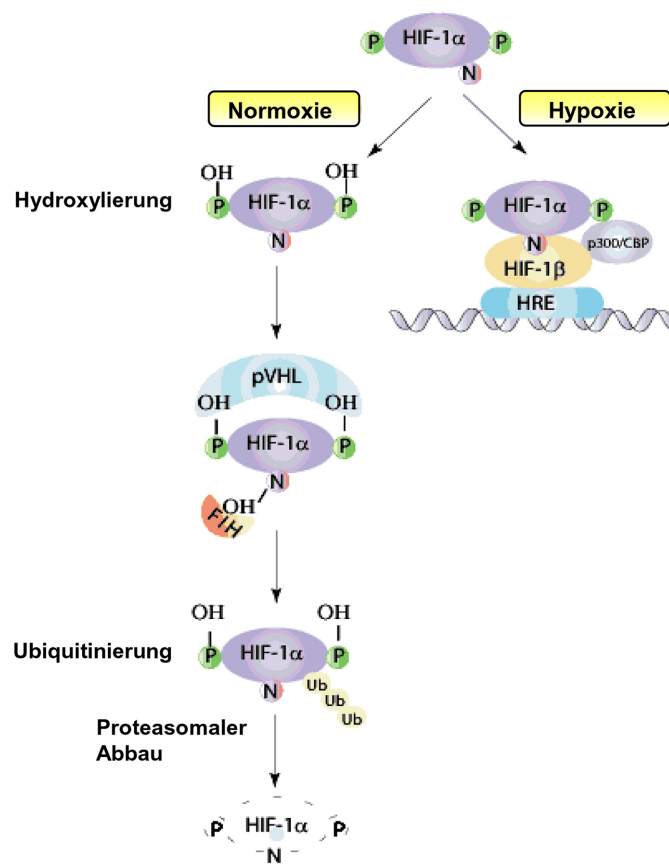 HIF-1α
P
P
N
Normoxie
Hypoxie
OH
OH
Hydroxylierung
P
HIF-1α
P
N
P
HIF-1α
P
N
p300/CBP
HIF-1β
HRE
pVHL
OH
OH
P
HIF-1α
P
N
OH
FIH
OH
OH
Ubiquitinierung
P
HIF-1α
P
N
Ub
Ub
Ub
Proteasomaler
Abbau
P
HIF-1α
P
N